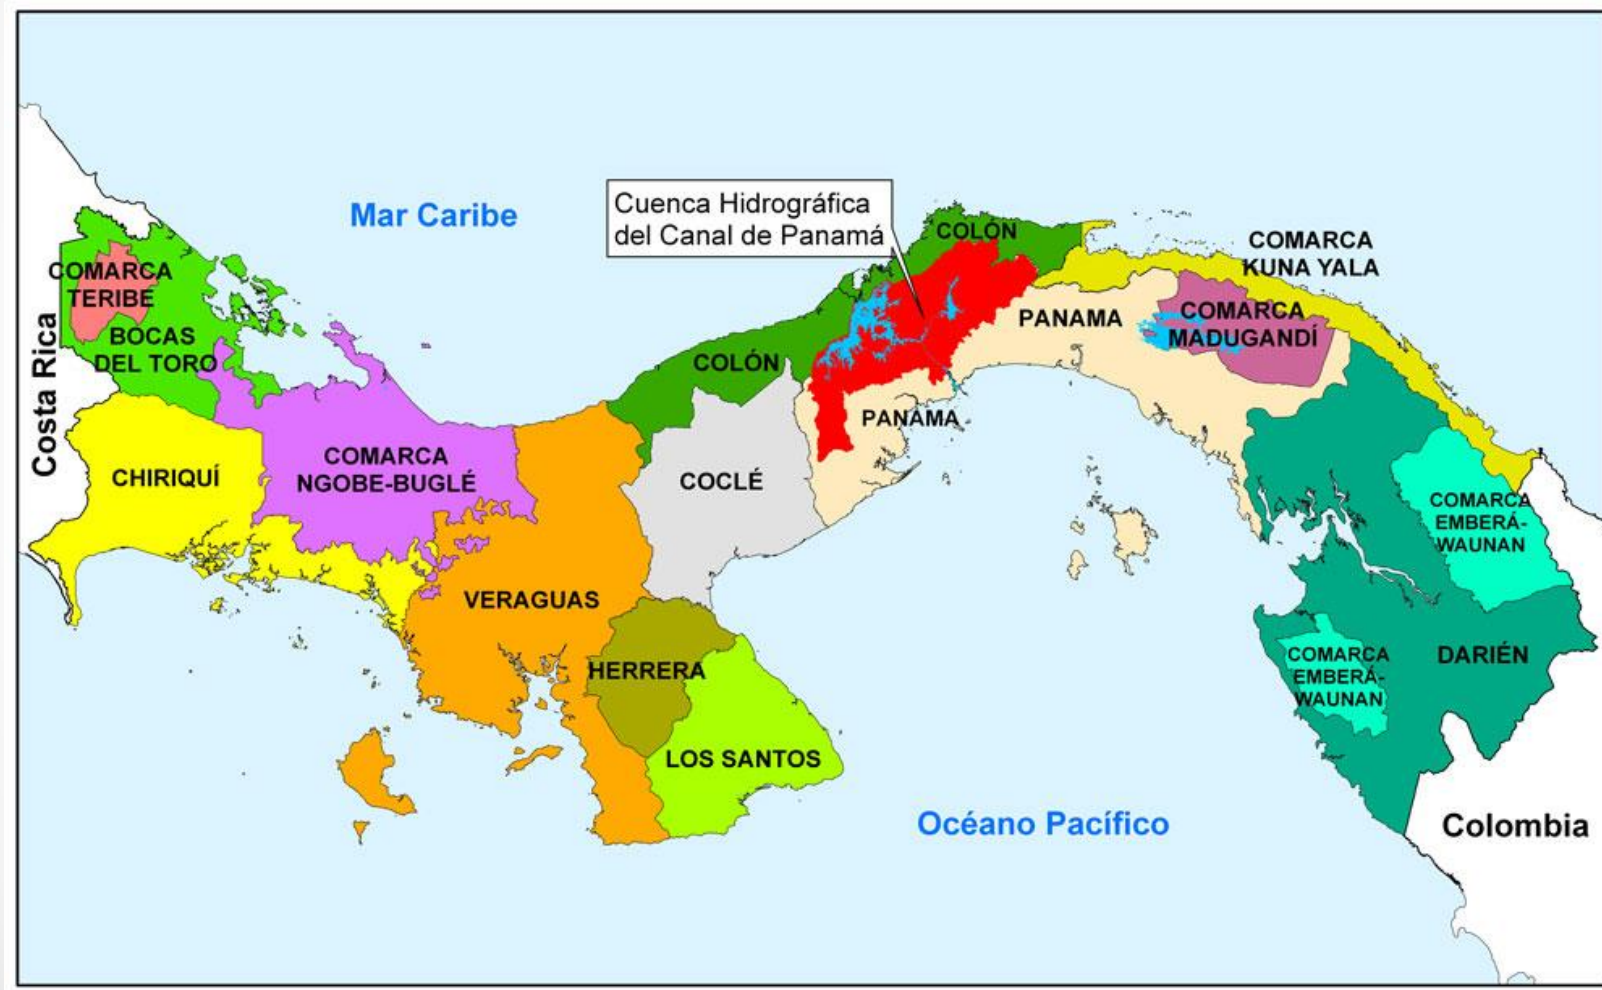 Mar Caribe
Cuenca Hidrográfica
del Canal de Panamá
COLÓN
COMARCA
KUNA YALA
COMARCA
TERIBE
BOCAS
DEL TORO
Costa Rica
PANAMA
COMARCA
MADUGANDÍ
COLÓN
PANAMA
CHIRIQUÍ
COMARCA
NGOBE-BUGLÉ
COCLÉ
COMARCA
EMBERÁ-
WAUNAN
VERAGUAS
HERRERA
COMARCA
EMBERÁ-
WAUNAN
DARIÉN
LOS SANTOS
Océano Pacífico
Colombia